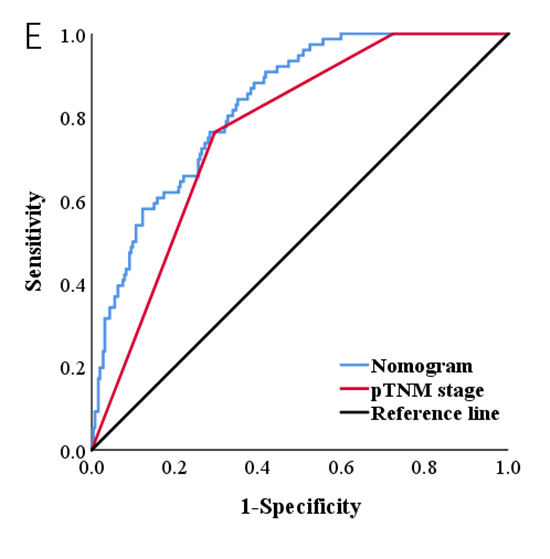 E
1.0
0.8
0.6
0.4
0.2
0.0
Sensitivity
Nomogram
pTNM stage
Reference line
0.0 0.2 0.4 0.6 0.8 1.0
1-Specificity